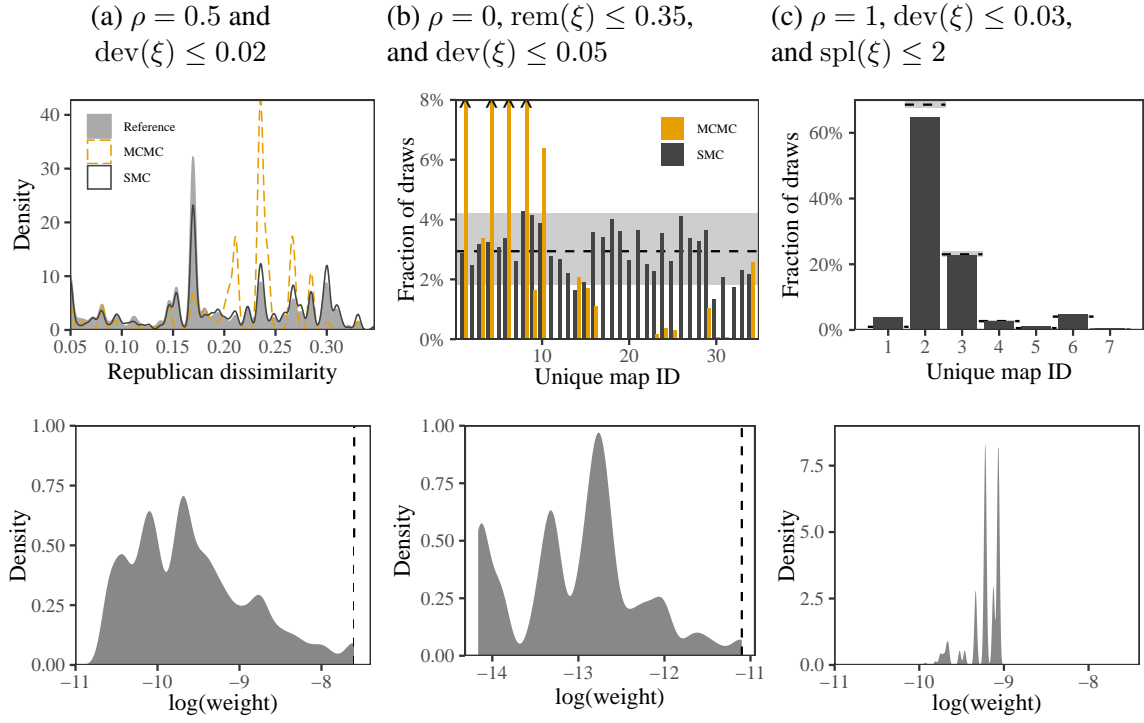 (a) ρ = 0.5 and
dev(ξ) ≤ 0.02
(b) ρ = 0, rem(ξ) ≤ 0.35,
and dev(ξ) ≤ 0.05
(c) ρ = 1, dev(ξ) ≤ 0.03,
and spl(ξ) ≤ 2
Density
40
30
20
10
0
Reference
MCMC
SMC
0.05 0.10 0.15 0.20 0.25 0.30
Republican dissimilarity
Fraction of draws
8%
6%
4%
2%
0%
MCMC
SMC
10 20 30
Unique map ID
Fraction of draws
60%
40%
20%
0%
1 2 3 4 5 6 7
Unique map ID
Density
1.00
0.75
0.50
0.25
0.00
−11 −10 −9 −8
log(weight)
Density
1.00
0.75
0.50
0.25
0.00
−14 −13 −12 −11
log(weight)
Density
7.5
5.0
2.5
0.0
−11 −10 −9 −8
log(weight)